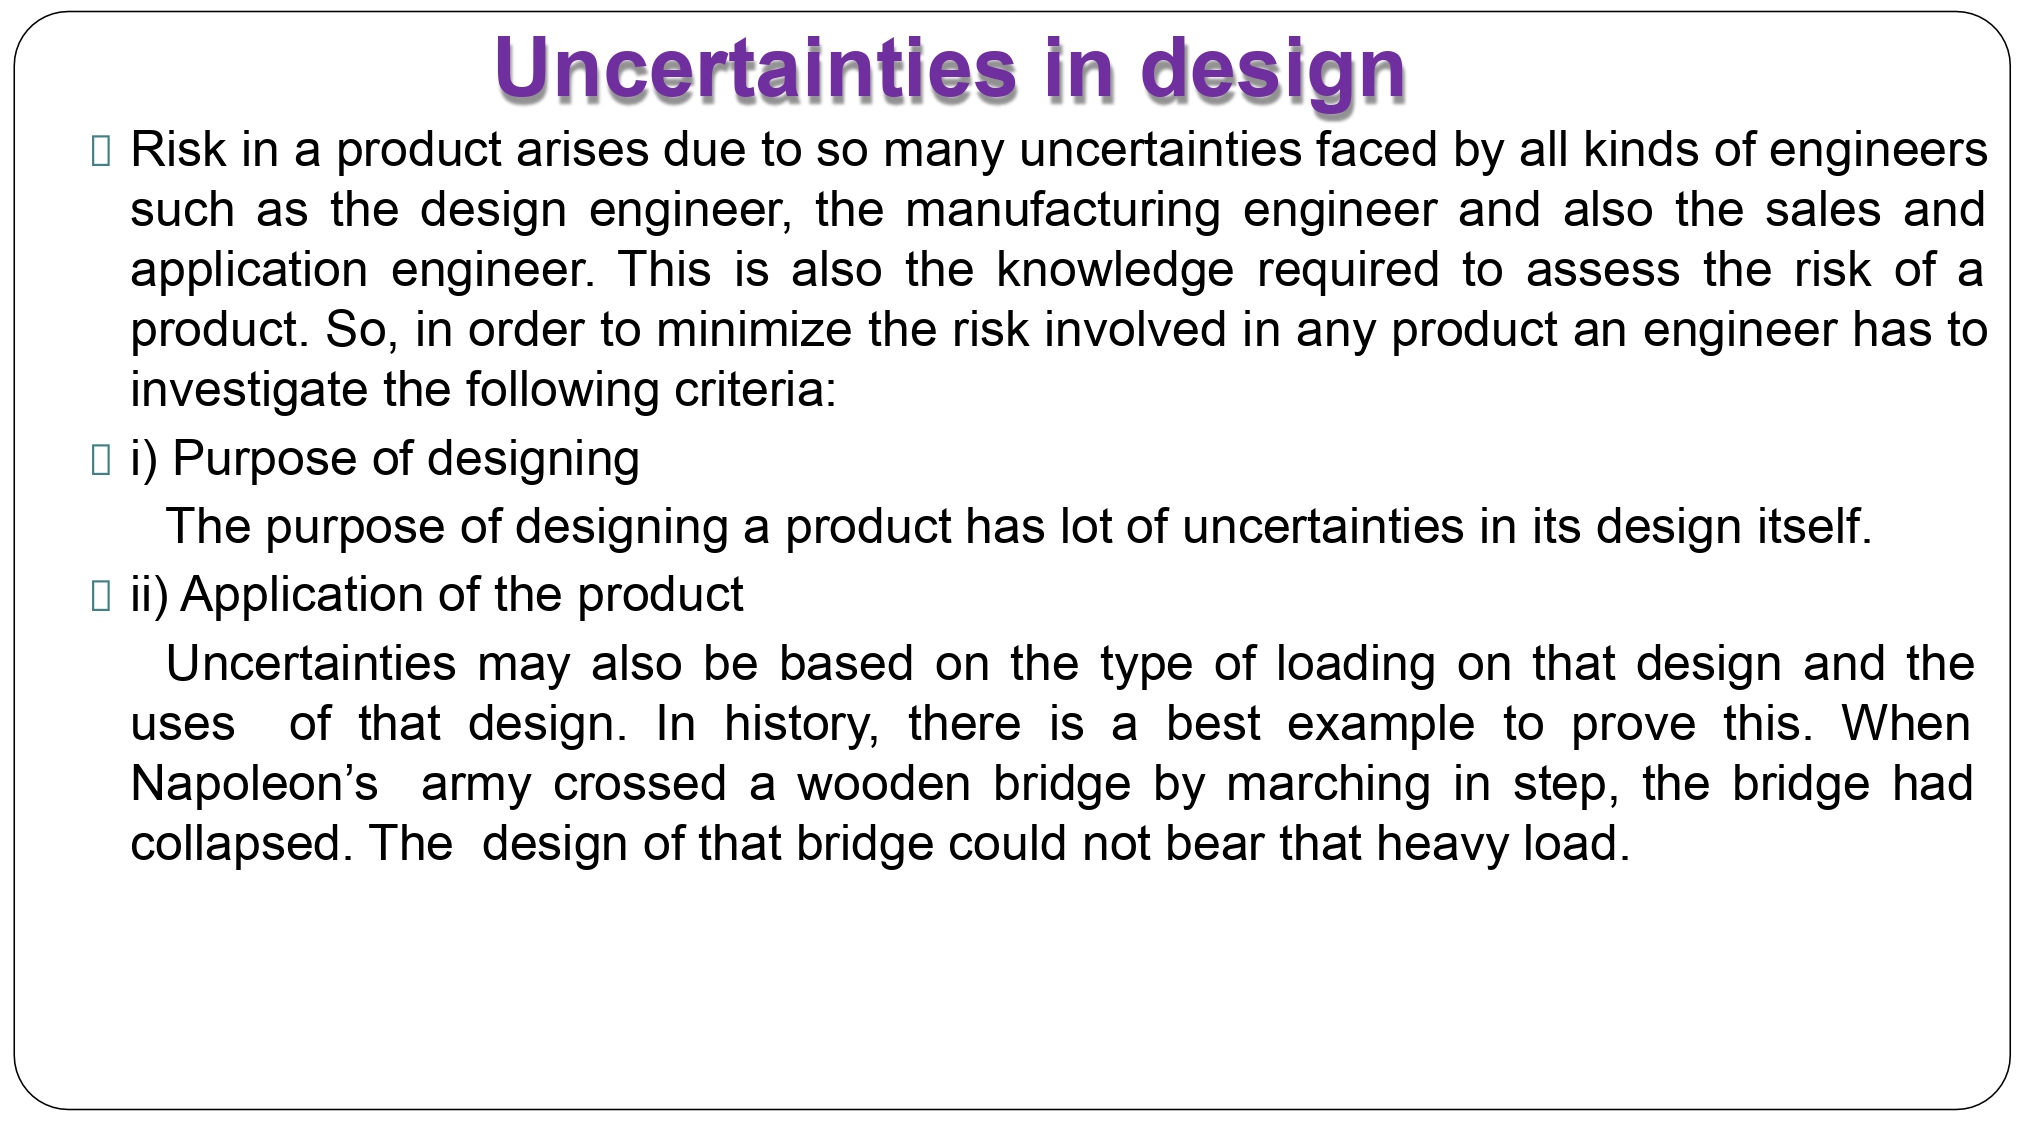 Uncertainties in design
Risk in a product arises due to so many uncertainties faced by all kinds of engineers
such as the design engineer, the manufacturing engineer and also the sales and
application engineer. This is also the knowledge required to assess the risk of a
product. So, in order to minimize the risk involved in any product an engineer has to
investigate the following criteria:
i) Purpose of designing
The purpose of designing a product has lot of uncertainties in its design itself.
ii) Application of the product
Uncertainties may also be based on the type of loading on that design and the
uses of that design. In history, there is a best example to prove this. When
Napoleon’s army crossed a wooden bridge by marching in step, the bridge had
collapsed. The design of that bridge could not bear that heavy load.